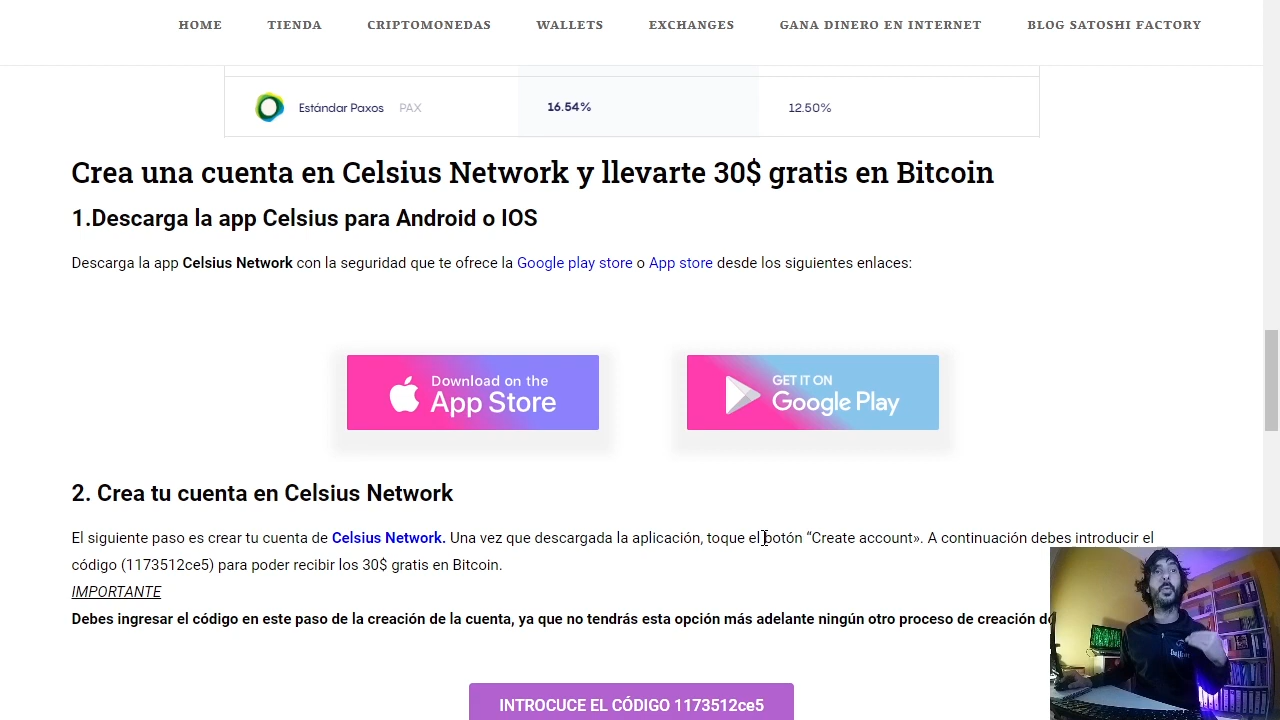 HOME TIENDA CRIPTOMONEDAS WALLETS EXCHANGES GANA DINERO EN INTERNET BLOG SATOSHI FACTORY
Estándar Paxos PAX 16.54% 12.50%
Crea una cuenta en Celsius Network y llevarte 30$ gratis en Bitcoin
1.Descarga la app Celsius para Android o IOS
Descarga la app Celsius Network con la seguridad que te ofrece la Google play store o App store desde los siguientes enlaces:
Download on the
App Store
GET IT ON
Google Play
2. Crea tu cuenta en Celsius Network
El siguiente paso es crear tu cuenta de Celsius Network. Una vez que descargada la aplicación, toque el botón “Create account». A continuación debes introducir el
código (1173512ce5) para poder recibir los 30$ gratis en Bitcoin.
IMPORTANTE
Debes ingresar el código en este paso de la creación de la cuenta, ya que no tendrás esta opción más adelante ningún otro proceso de creación
INTROCUCE EL CÓDIGO 1173512ce5